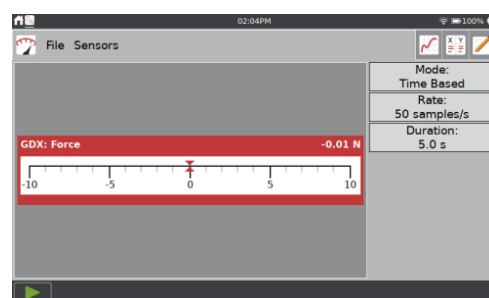 02:04PM
100%
File Sensors
X Y
Mode:
Time Based
Rate:
50 samples/s
Duration:
5.0 s
GDX: Force -0.01 N
-10 -5 0 5 10